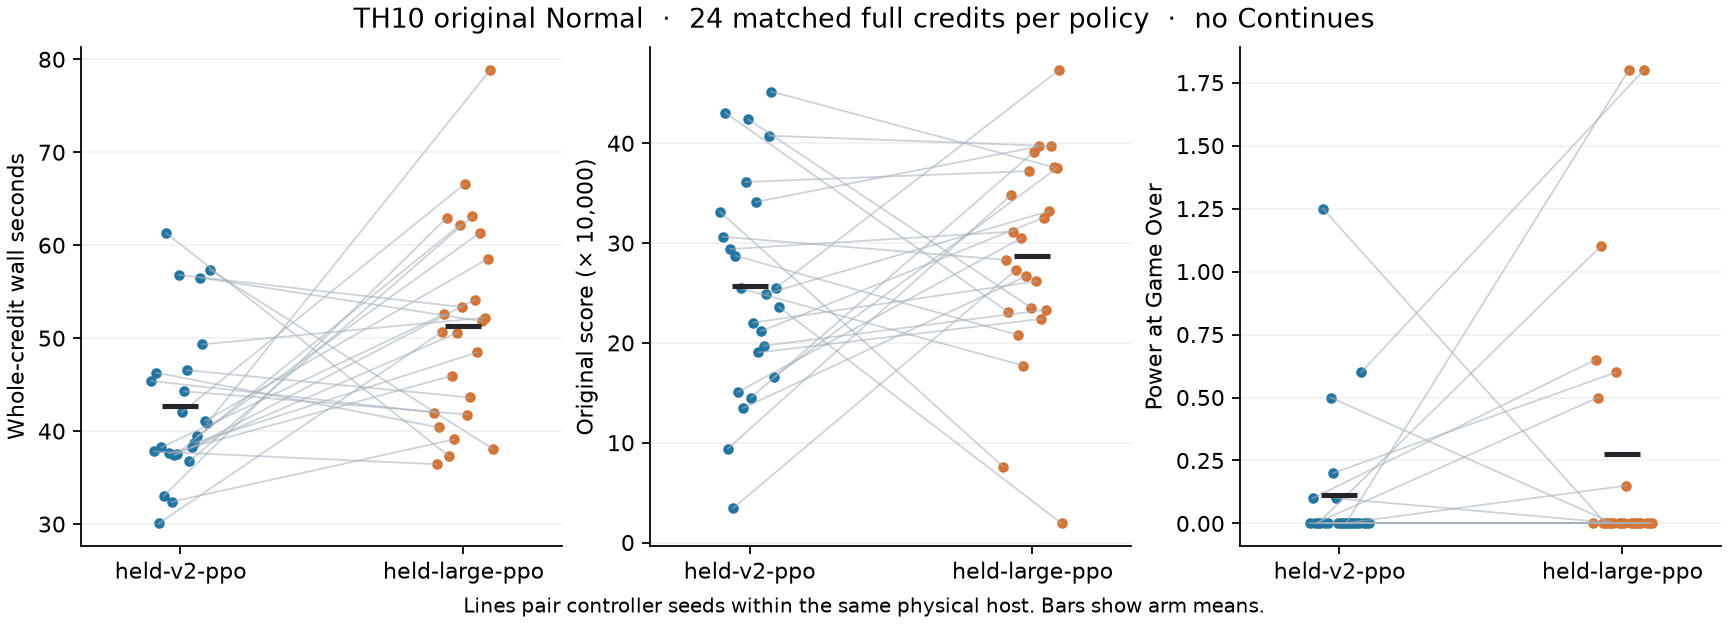 TH10 original Normal · 24 matched full credits per policy · no Continues
Whole-credit wall seconds
80
70
60
50
40
30
held-v2-ppo
held-large-ppo
Original score (× 10,000)
40
30
20
10
0
held-v2-ppo
held-large-ppo
Power at Game Over
1.75
1.50
1.25
1.00
0.75
0.50
0.25
0.00
held-v2-ppo
held-large-ppo
Lines pair controller seeds within the same physical host. Bars show arm means.